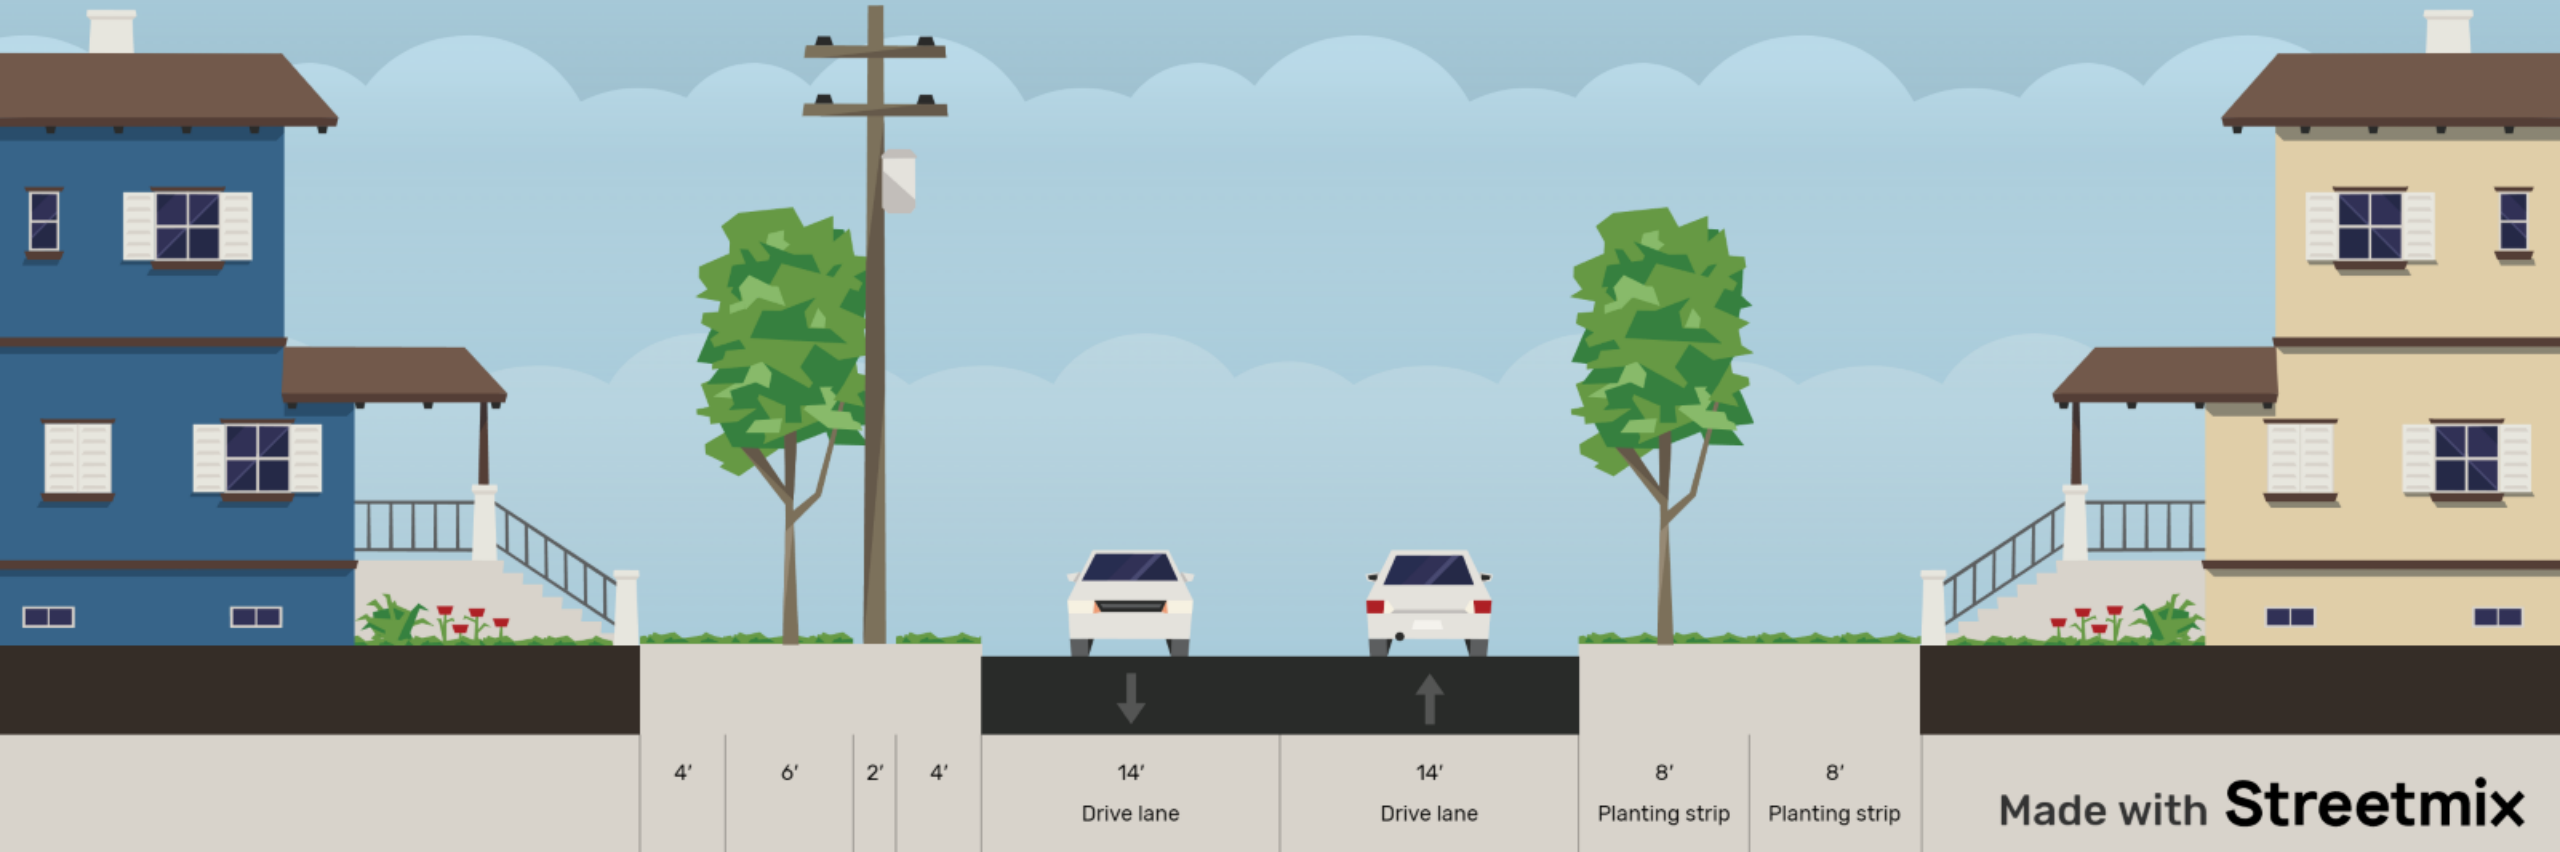 4′ 6′ 2′ 4′ 14′ 14′ 8′ 8′
Drive lane Drive lane Planting strip Planting strip
Made with Streetmix